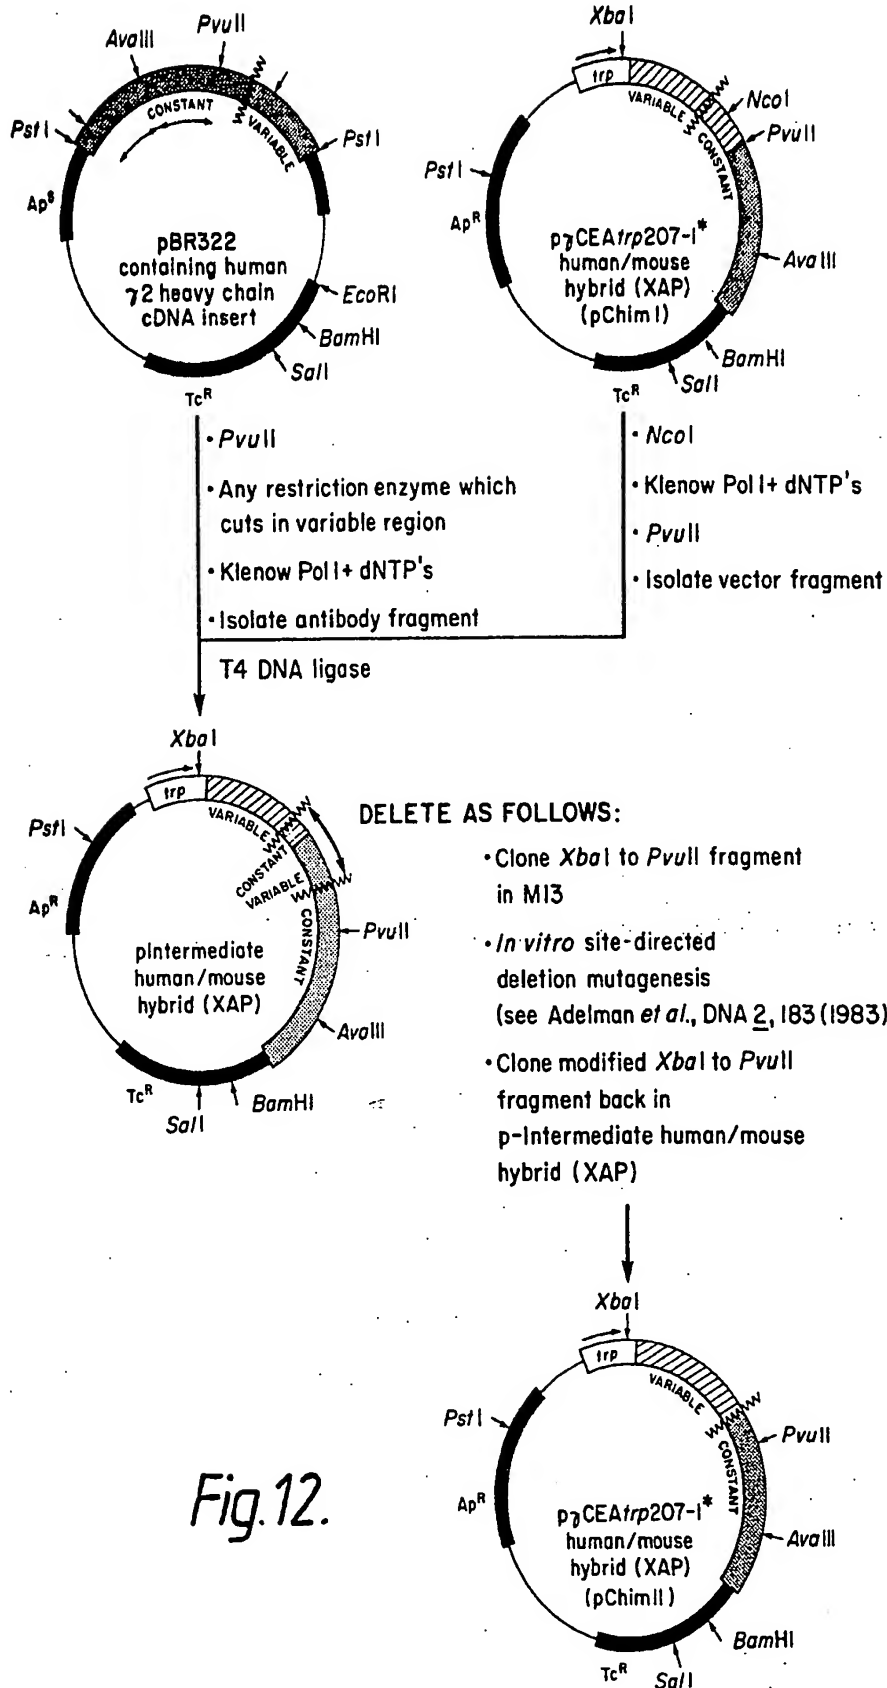 PvuII
AvaIII
PstI
CONSTANT
VARIABLE
PstI
Ap^S
pBR322
containing human
γ2 heavy chain
cDNA insert
EcoRI
BamHI
SalI
Tc^R
XbaI
trp
VARIABLE
NcoI
PvuII
CONSTANT
PstI
Ap^R
pγCEAtrp207-1*
human/mouse
hybrid (XAP)
(pChimI)
AvaIII
BamHI
SalI
Tc^R
• PvuII
• Any restriction enzyme which
cuts in variable region
• Klenow Pol I + dNTP's
• Isolate antibody fragment
• NcoI
• Klenow Pol I + dNTP's
• PvuII
• Isolate vector fragment
T4 DNA ligase
XbaI
trp
VARIABLE
CONSTANT
VARIABLE
CONSTANT
PstI
Ap^R
pIntermediate
human/mouse
hybrid (XAP)
PvuII
AvaIII
BamHI
SalI
Tc^R
DELETE AS FOLLOWS:
• Clone XbaI to PvuII fragment
in M13
• In vitro site-directed
deletion mutagenesis
(see Adelman et al., DNA 2, 183 (1983)
• Clone modified XbaI to PvuII
fragment back in
p-Intermediate human/mouse
hybrid (XAP)
XbaI
trp
VARIABLE
CONSTANT
PstI
PvuII
Ap^R
pγCEAtrp207-1*
human/mouse
hybrid (XAP)
(pChimII)
AvaIII
BamHI
SalI
Tc^R
Fig.12.